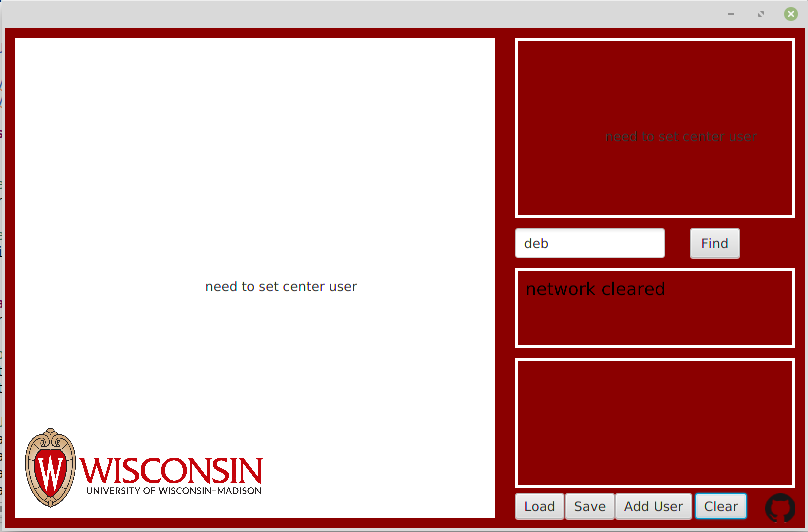 need to set center user
need to set center user
deb
Find
network cleared
W
WISCONSIN
UNIVERSITY OF WISCONSIN–MADISON
Load
Save
Add User
Clear